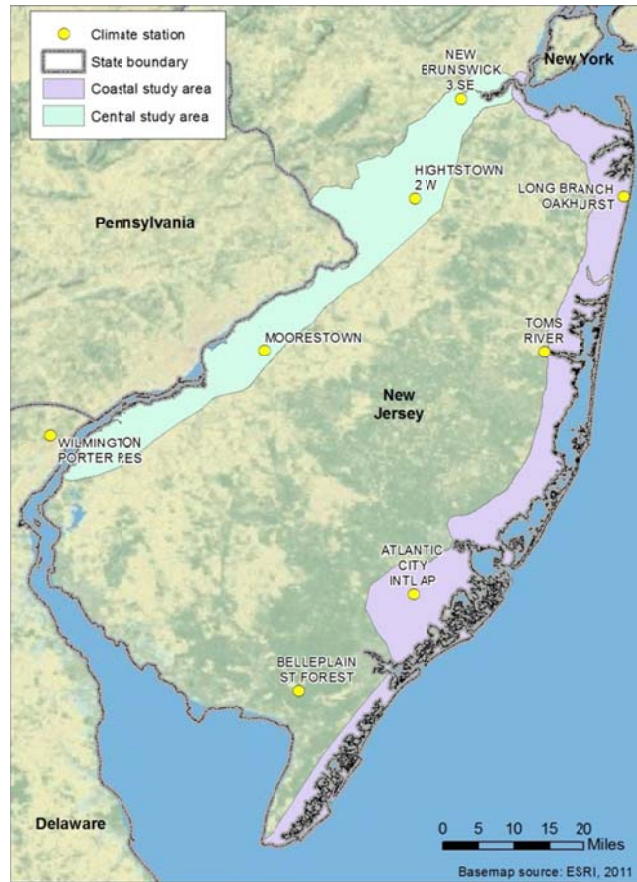 Climate station
State boundary
Coastal study area
Central study area
NEW
BRUNSWICK
3 SE
New York
HIGHTSTOWN
2 W
LONG BRANCH
OAKHURST
Pennsylvania
MOORESTOWN
TOMS
RIVER
New
Jersey
WILMINGTON
PORTER RES
ATLANTIC
CITY
INTL AP
BELLEPLAIN
ST FOREST
Delaware
0 5 10 15 20
Miles
Basemap source: ESRI, 2011